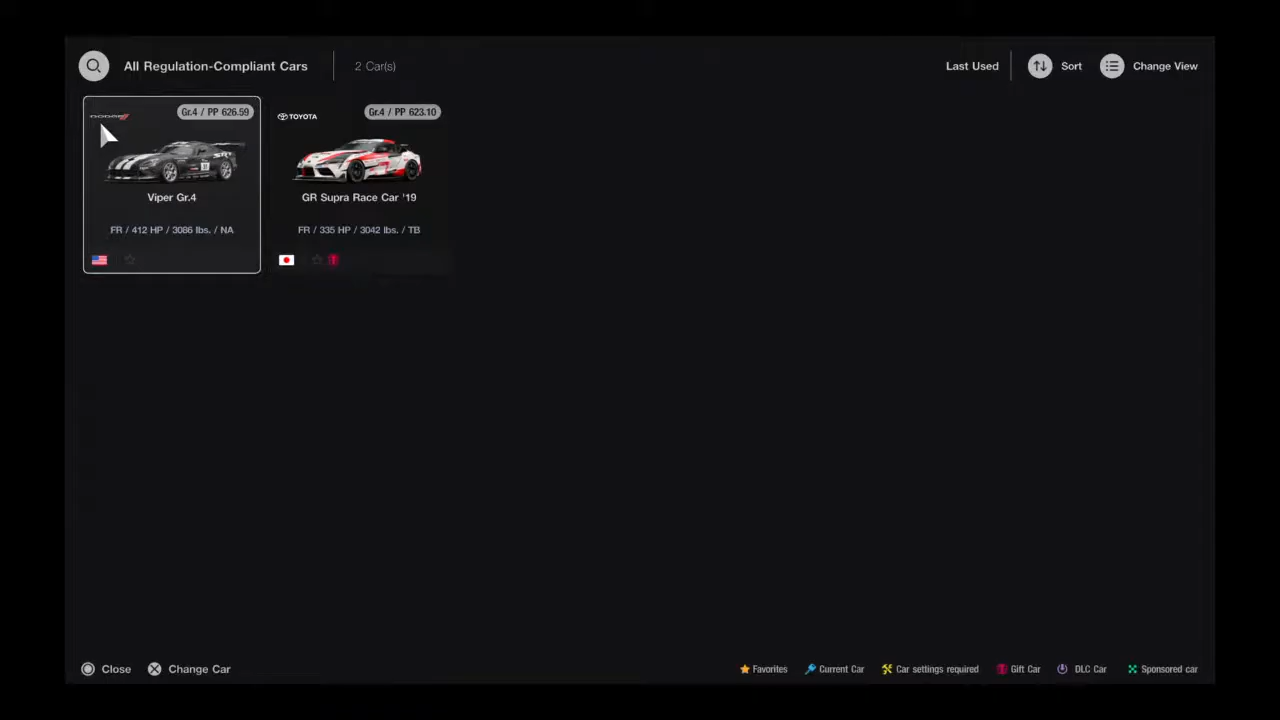 All Regulation-Compliant Cars
2 Car(s)
Last Used
Sort
Change View
DODGE
Gr.4 / PP 626.59
Viper Gr.4
FR / 412 HP / 3086 lbs. / NA
TOYOTA
Gr.4 / PP 623.10
GR Supra Race Car '19
FR / 335 HP / 3042 lbs. / TB
Close
Change Car
Favorites
Current Car
Car settings required
Gift Car
DLC Car
Sponsored car